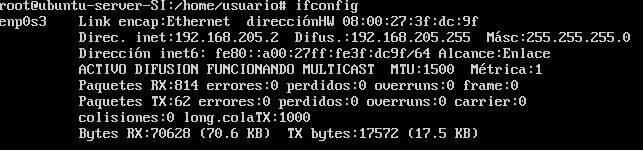 root@ubuntu-server-SI:/home/usuario# ifconfig
enp0s3 Link encap:Ethernet direcciónHW 08:00:27:3f:dc:9f
Direc. inet:192.168.205.2 Difus.:192.168.205.255 Másc:255.255.255.0
Dirección inet6: fe80::a00:27ff:fe3f:dc9f/64 Alcance:Enlace
ACTIVO DIFUSION FUNCIONANDO MULTICAST MTU:1500 Métrica:1
Paquetes RX:814 errores:0 perdidos:0 overruns:0 frame:0
Paquetes TX:62 errores:0 perdidos:0 overruns:0 carrier:0
colisiones:0 long.colaTX:1000
Bytes RX:70628 (70.6 KB) TX bytes:17572 (17.5 KB)